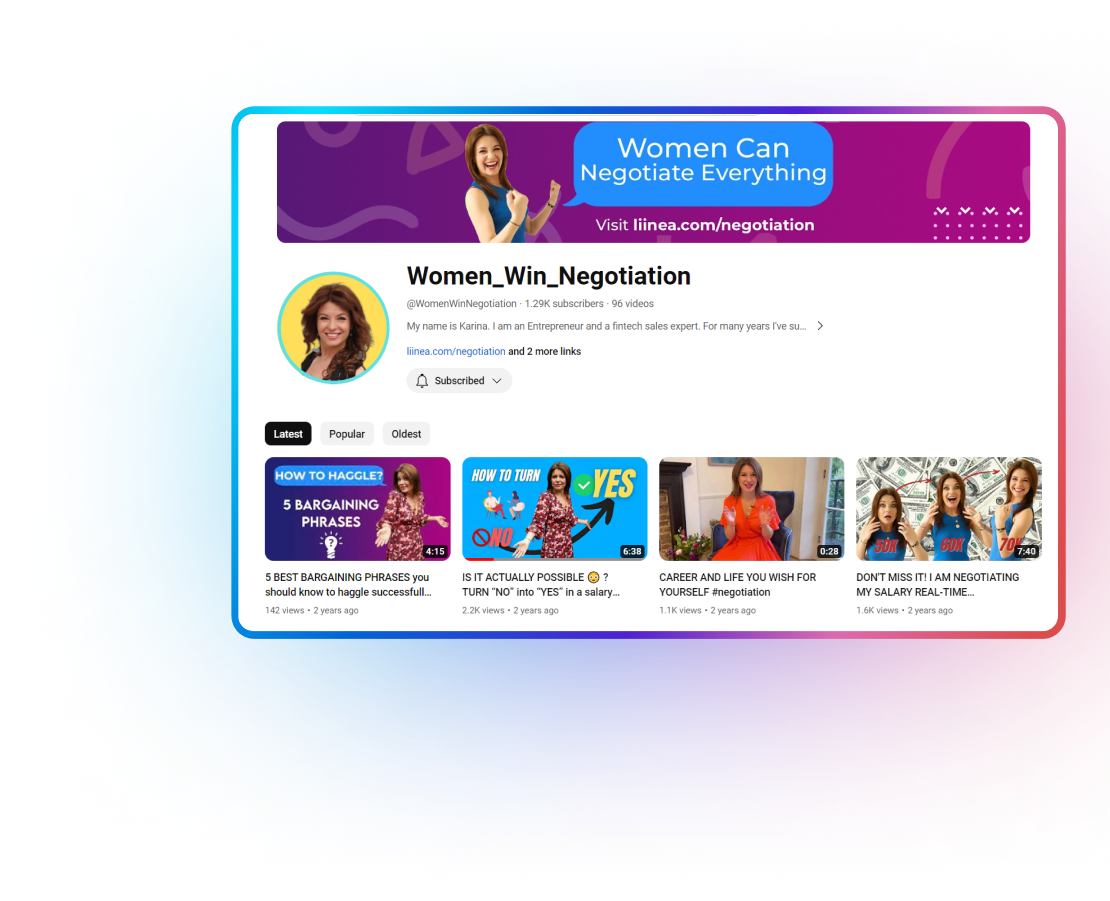 Women Can
Negotiate Everything
Visit liinea.com/negotiation
Women_Win_Negotiation
@WomenWinNegotiation · 1.29K subscribers · 96 videos
My name is Karina. I am an Entrepreneur and a fintech sales expert. For many years I've su...
liinea.com/negotiation and 2 more links
Subscribed
Latest Popular Oldest
HOW TO HAGGLE?
5 BARGAINING
PHRASES
4:15
HOW TO TURN
YES
NO
6:38
0:28
50K 60K 70K
7:40
5 BEST BARGAINING PHRASES you
should know to haggle successfull...
142 views • 2 years ago
IS IT ACTUALLY POSSIBLE 😳 ?
TURN “NO” into “YES” in a salary...
2.2K views • 2 years ago
CAREER AND LIFE YOU WISH FOR
YOURSELF #negotiation
1.1K views • 2 years ago
DON'T MISS IT! I AM NEGOTIATING
MY SALARY REAL-TIME...
1.6K views • 2 years ago